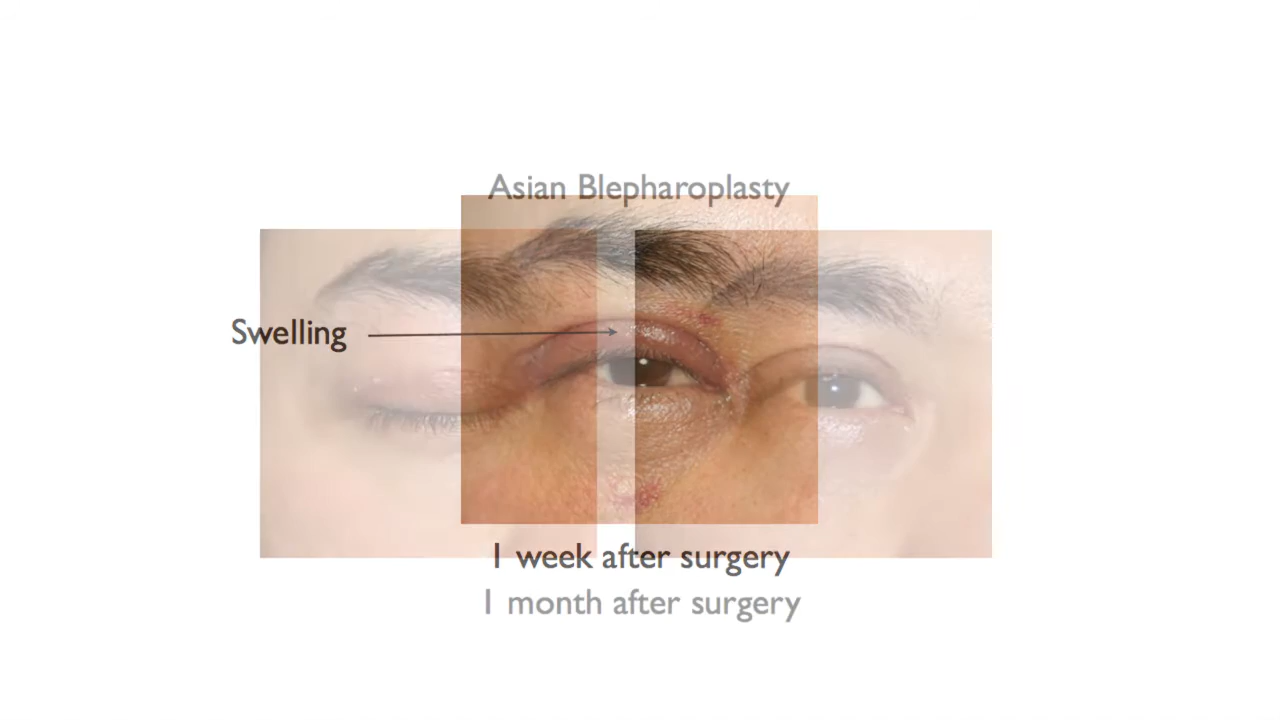 Asian Blepharoplasty
Swelling
1 week after surgery
1 month after surgery